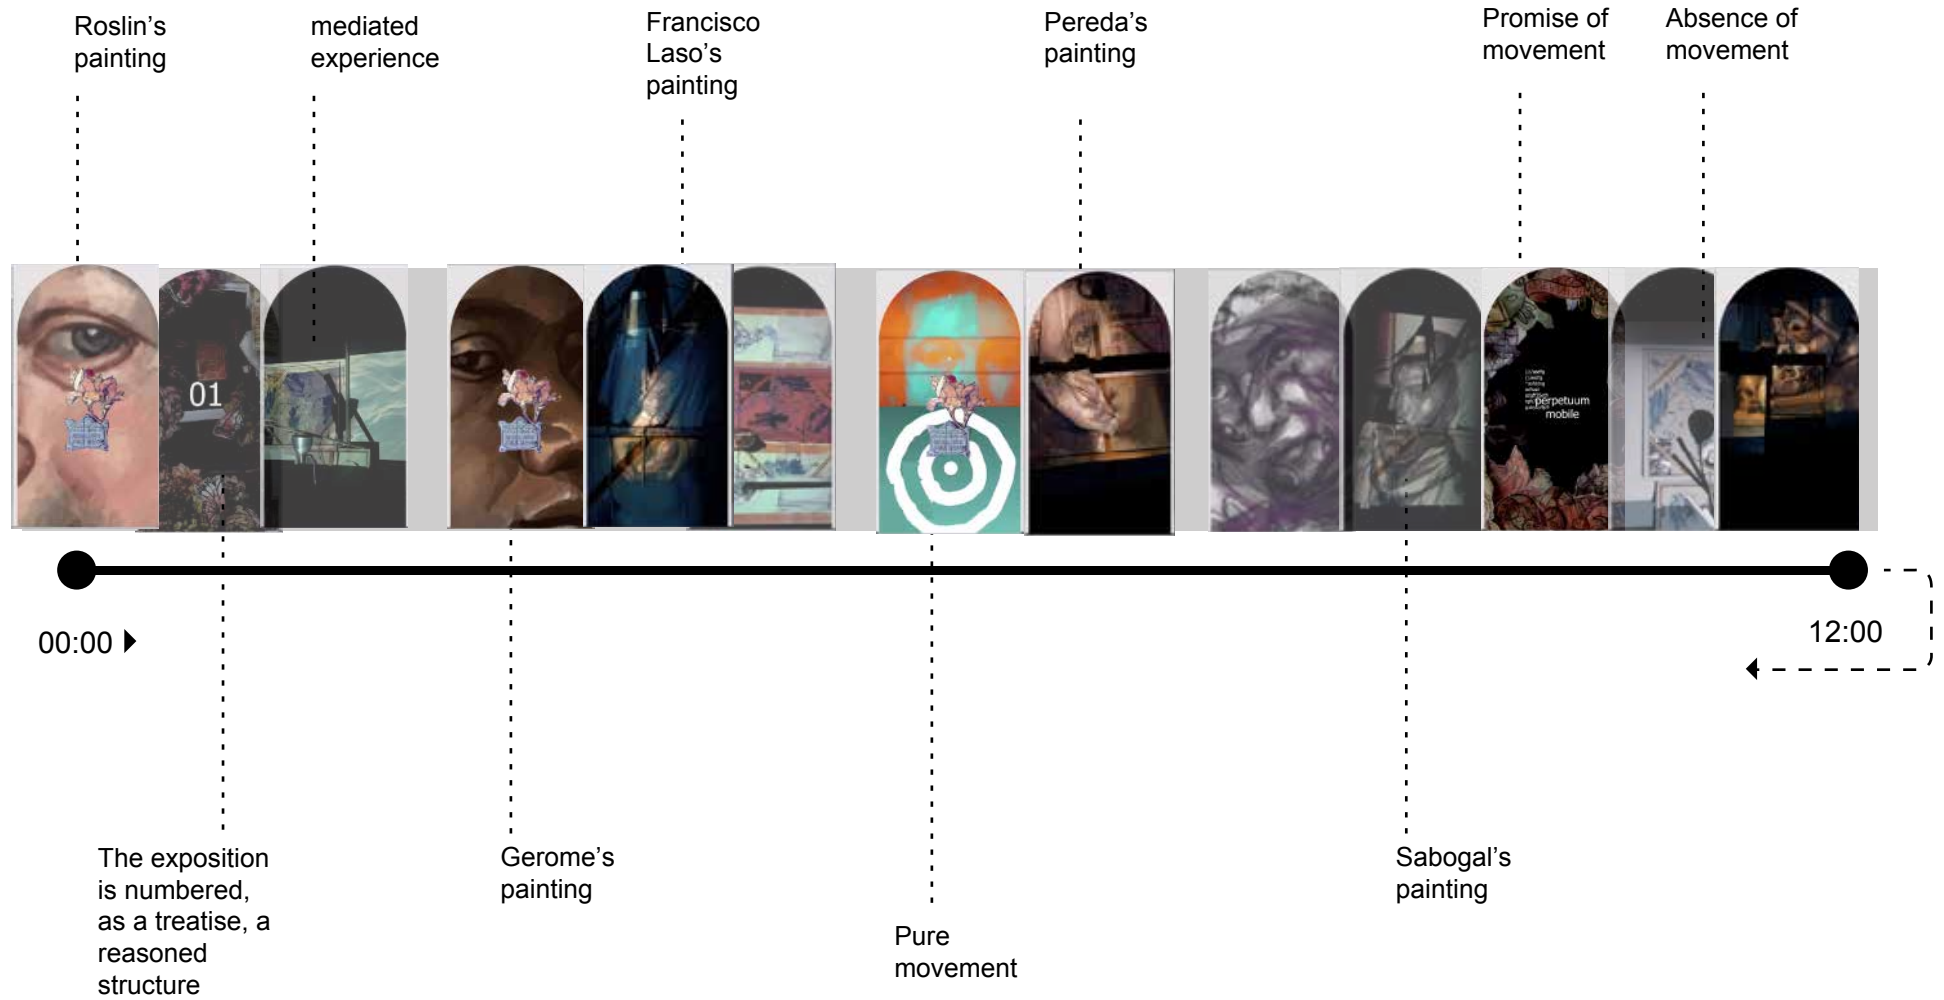 Roslin’s
painting
mediated
experience
Francisco
Laso’s
painting
Pereda’s
painting
Promise of
movement
Absence of
movement
01
perpetuum
mobile
00:00
12:00
The exposition
is numbered,
as a treatise, a
reasoned
structure
Gerome’s
painting
Pure
movement
Sabogal’s
painting